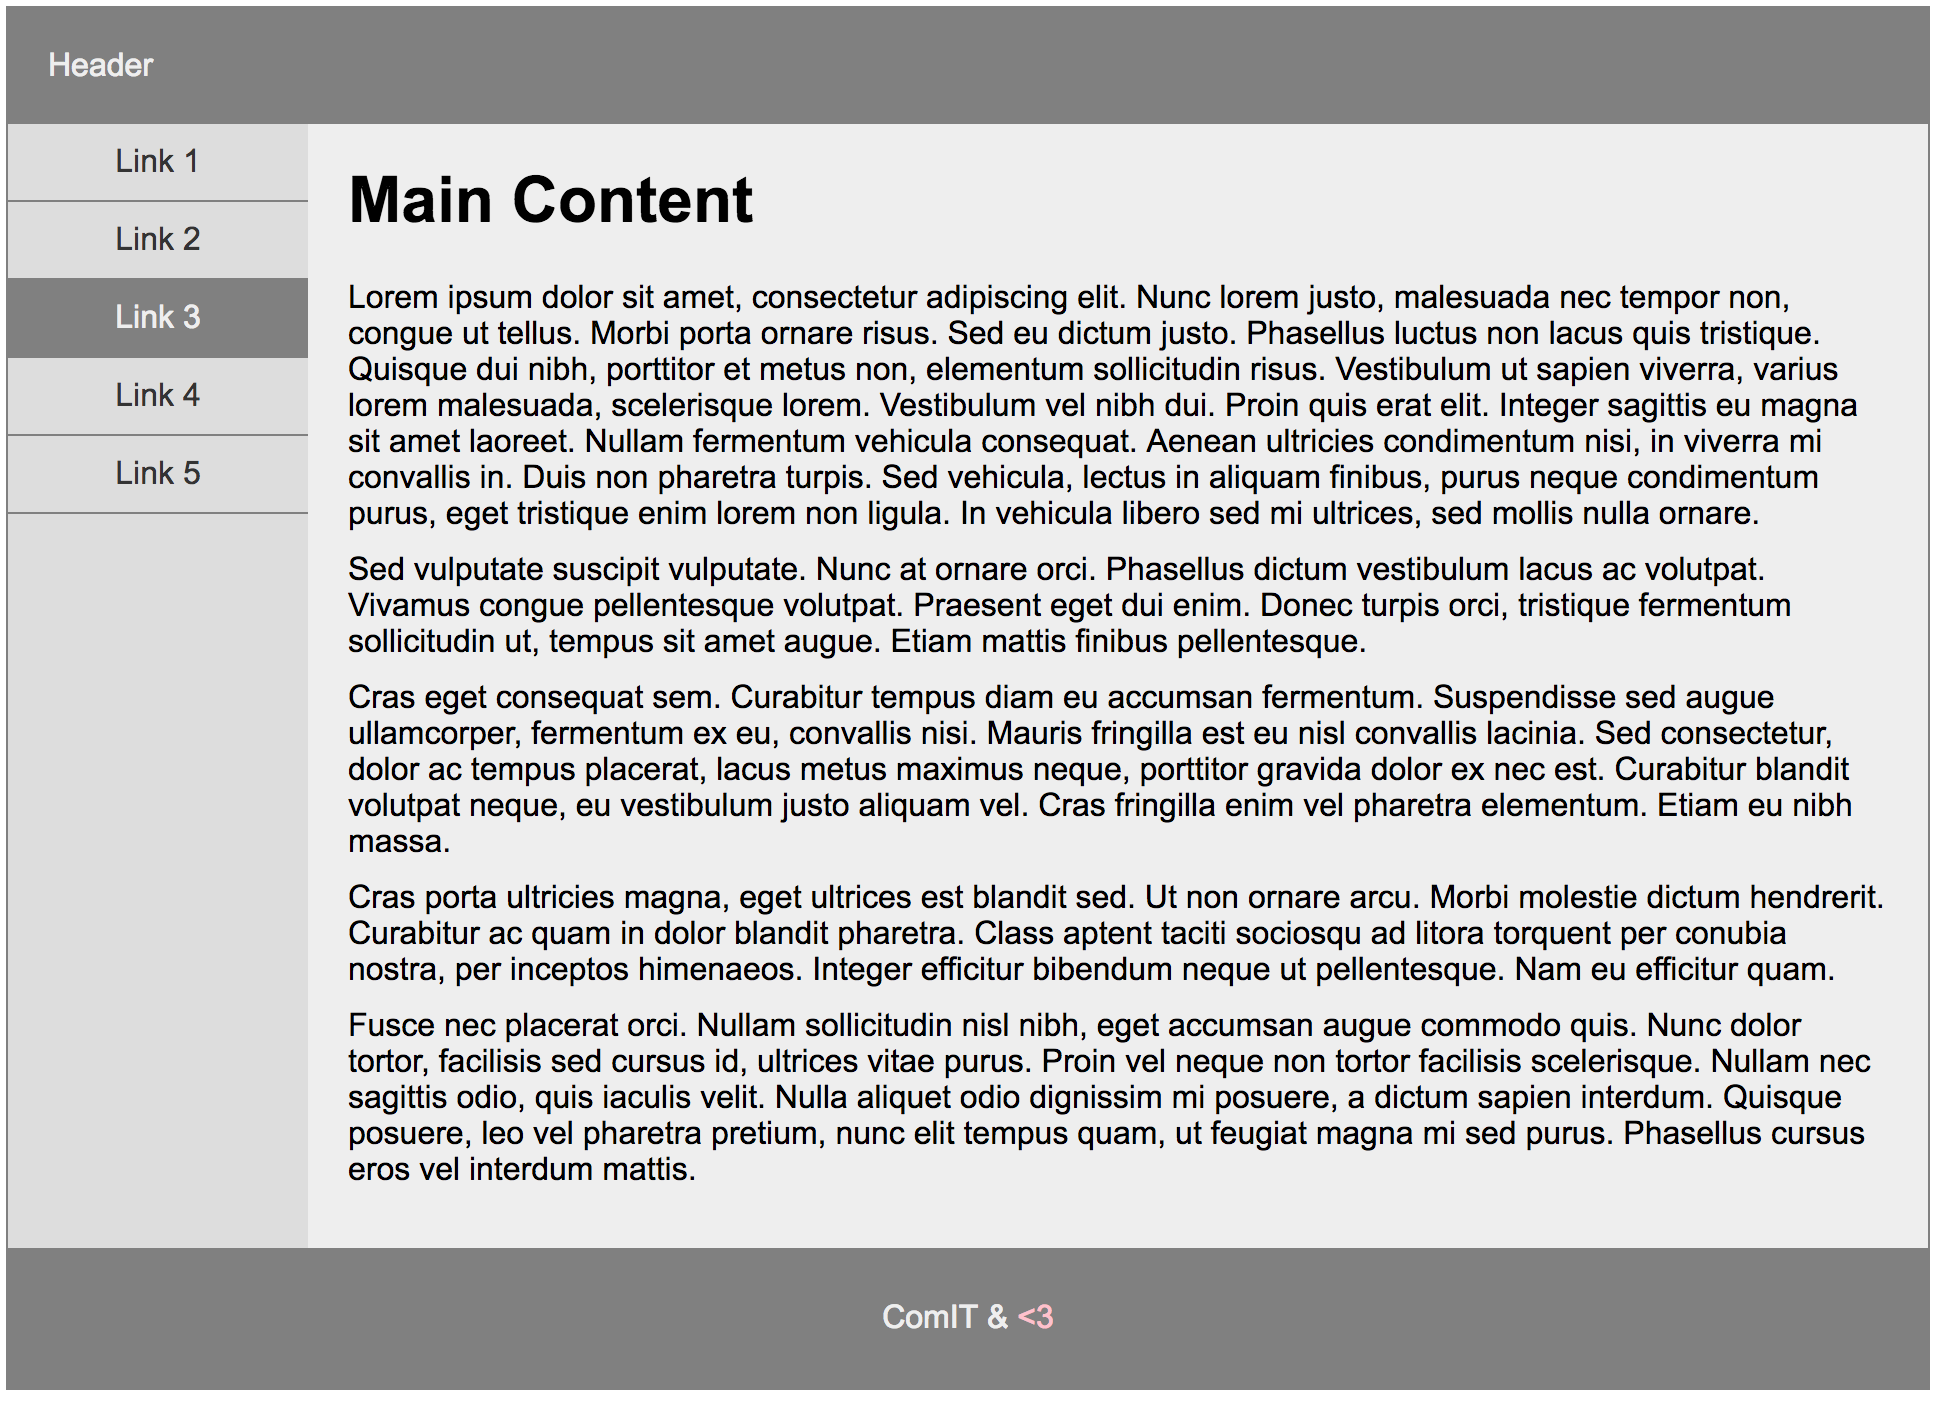 Header
Link 1
Link 2
Link 3
Link 4
Link 5
Main Content
Lorem ipsum dolor sit amet, consectetur adipiscing elit. Nunc lorem justo, malesuada nec tempor non,
congue ut tellus. Morbi porta ornare risus. Sed eu dictum justo. Phasellus luctus non lacus quis tristique.
Quisque dui nibh, porttitor et metus non, elementum sollicitudin risus. Vestibulum ut sapien viverra, varius
lorem malesuada, scelerisque lorem. Vestibulum vel nibh dui. Proin quis erat elit. Integer sagittis eu magna
sit amet laoreet. Nullam fermentum vehicula consequat. Aenean ultricies condimentum nisi, in viverra mi
convallis in. Duis non pharetra turpis. Sed vehicula, lectus in aliquam finibus, purus neque condimentum
purus, eget tristique enim lorem non ligula. In vehicula libero sed mi ultrices, sed mollis nulla ornare.
Sed vulputate suscipit vulputate. Nunc at ornare orci. Phasellus dictum vestibulum lacus ac volutpat.
Vivamus congue pellentesque volutpat. Praesent eget dui enim. Donec turpis orci, tristique fermentum
sollicitudin ut, tempus sit amet augue. Etiam mattis finibus pellentesque.
Cras eget consequat sem. Curabitur tempus diam eu accumsan fermentum. Suspendisse sed augue
ullamcorper, fermentum ex eu, convallis nisi. Mauris fringilla est eu nisl convallis lacinia. Sed consectetur,
dolor ac tempus placerat, lacus metus maximus neque, porttitor gravida dolor ex nec est. Curabitur blandit
volutpat neque, eu vestibulum justo aliquam vel. Cras fringilla enim vel pharetra elementum. Etiam eu nibh
massa.
Cras porta ultricies magna, eget ultrices est blandit sed. Ut non ornare arcu. Morbi molestie dictum hendrerit.
Curabitur ac quam in dolor blandit pharetra. Class aptent taciti sociosqu ad litora torquent per conubia
nostra, per inceptos himenaeos. Integer efficitur bibendum neque ut pellentesque. Nam eu efficitur quam.
Fusce nec placerat orci. Nullam sollicitudin nisl nibh, eget accumsan augue commodo quis. Nunc dolor
tortor, facilisis sed cursus id, ultrices vitae purus. Proin vel neque non tortor facilisis scelerisque. Nullam nec
sagittis odio, quis iaculis velit. Nulla aliquet odio dignissim mi posuere, a dictum sapien interdum. Quisque
posuere, leo vel pharetra pretium, nunc elit tempus quam, ut feugiat magna mi sed purus. Phasellus cursus
eros vel interdum mattis.
ComIT & <3